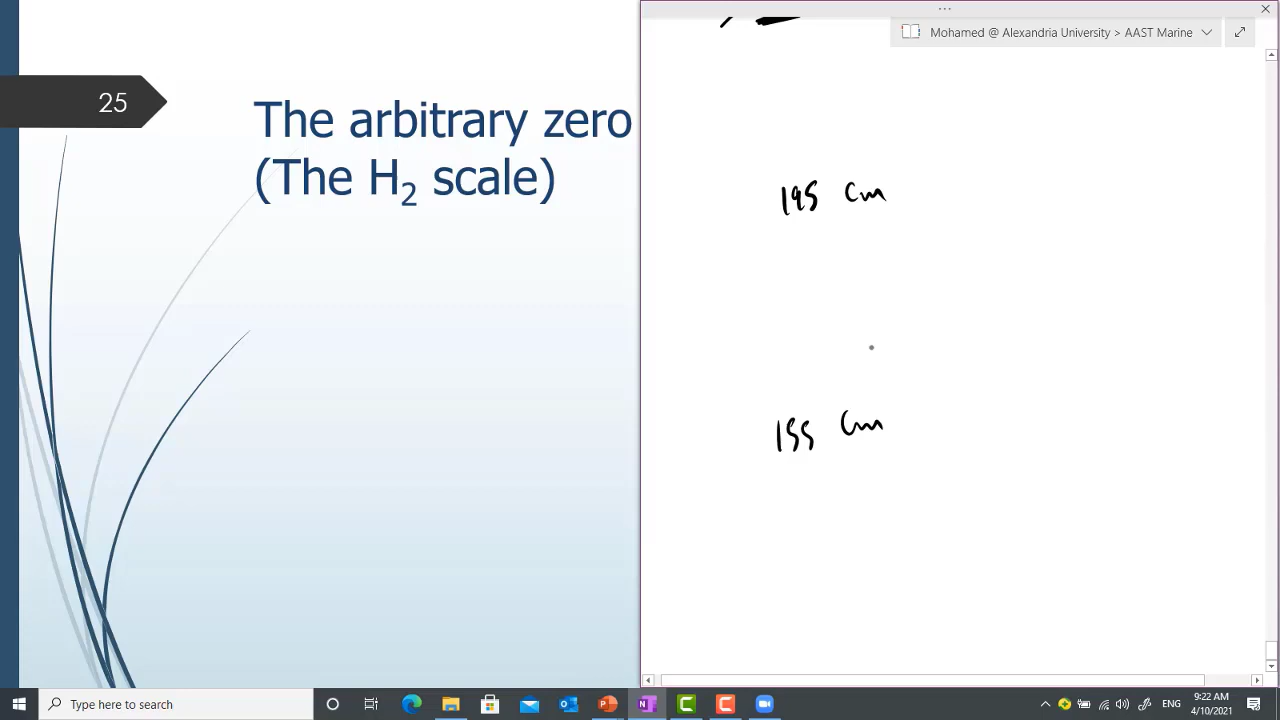 25
The arbitrary zero
(The H₂ scale)
Mohamed @ Alexandria University > AAST Marine
195 cm
155 cm
Type here to search
ENG
9:22 AM
4/10/2021